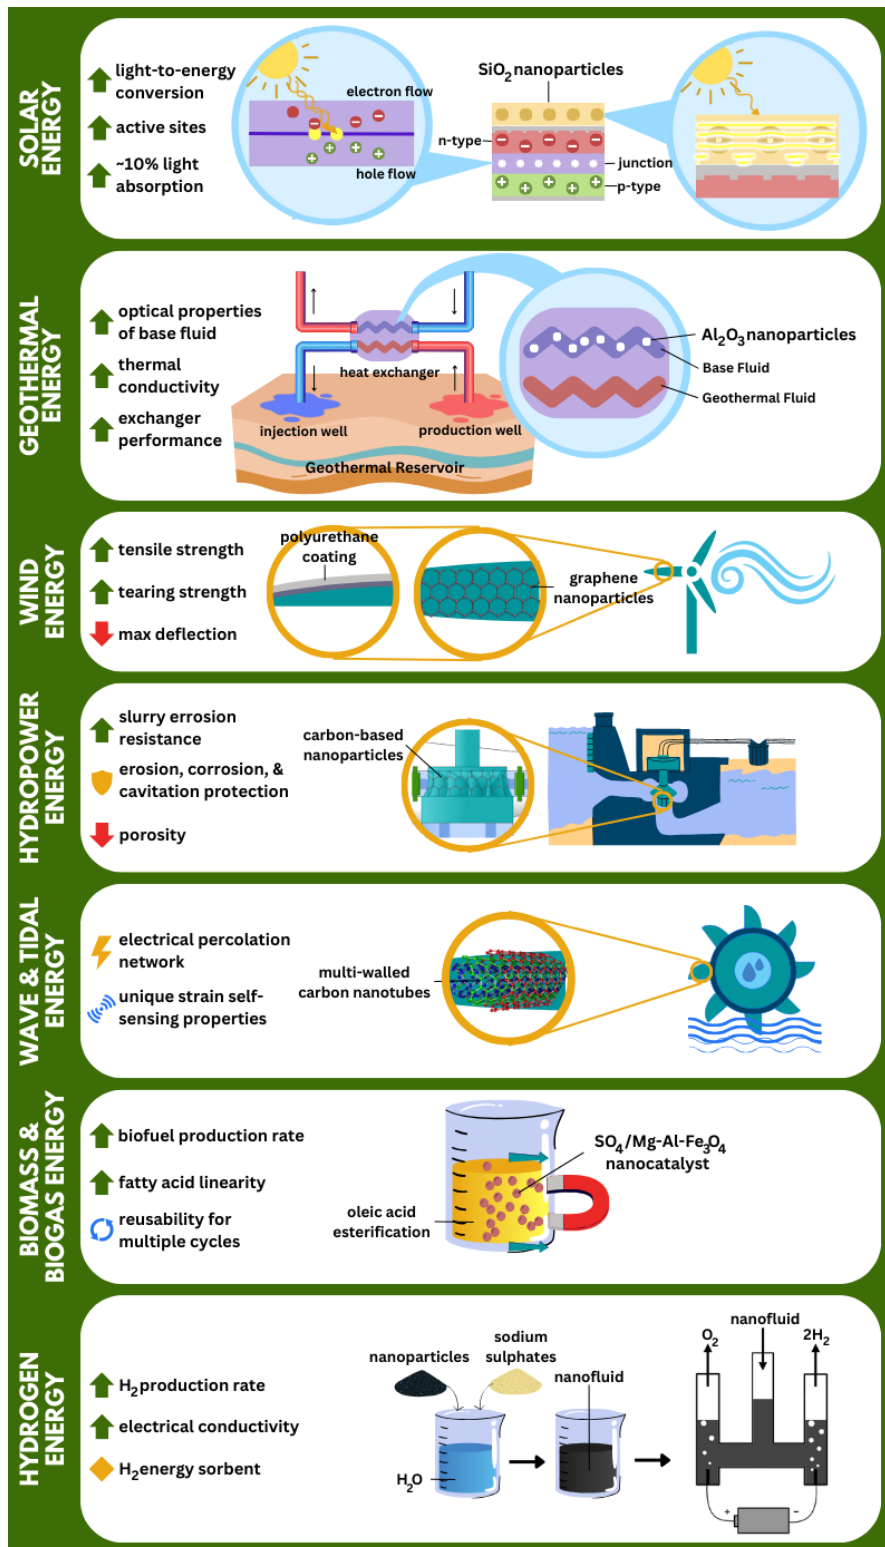 SOLAR
ENERGY
light-to-energy
conversion
active sites
~10% light
absorption
electron flow
hole flow
SiO₂ nanoparticles
n-type
junction
p-type
GEOTHERMAL
ENERGY
optical properties
of base fluid
thermal
conductivity
exchanger
performance
heat exchanger
injection well
production well
Geothermal Reservoir
Al₂O₃ nanoparticles
Base Fluid
Geothermal Fluid
WIND
ENERGY
tensile strength
tearing strength
max deflection
polyurethane
coating
graphene
nanoparticles
HYDROPOWER
ENERGY
slurry errosion
resistance
erosion, corrosion, &
cavitation protection
porosity
carbon-based
nanoparticles
WAVE & TIDAL
ENERGY
electrical percolation
network
unique strain self-
sensing properties
multi-walled
carbon nanotubes
BIOMASS &
BIOGAS ENERGY
biofuel production rate
fatty acid linearity
reusability for
multiple cycles
oleic acid
esterification
SO₄/Mg-Al-Fe₃O₄
nanocatalyst
HYDROGEN
ENERGY
H₂ production rate
electrical conductivity
H₂ energy sorbent
nanoparticles
sodium
sulphates
H₂O
nanofluid
nanofluid
O₂
2H₂
+
−